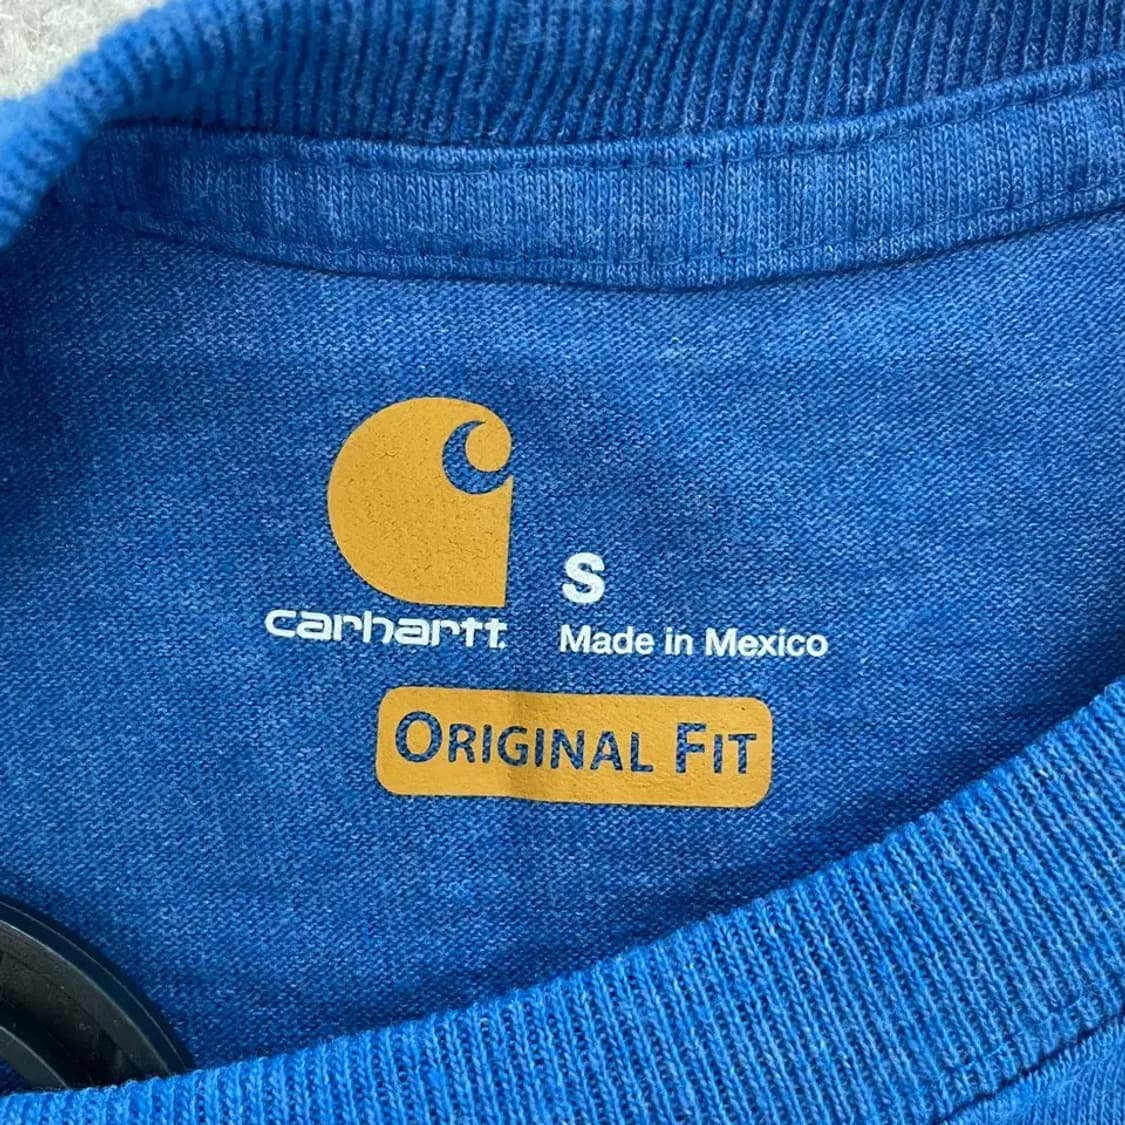 S
carhartt.
Made in Mexico
ORIGINAL FIT